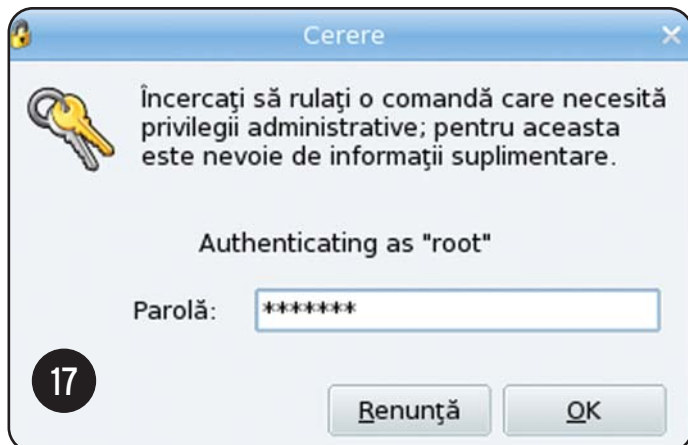 Cerere
Încercaţi să rulaţi o comandă care necesită
privilegii administrative; pentru aceasta
este nevoie de informaţii suplimentare.
Authenticating as "root"
Parolă: *******
17
Renunţă OK